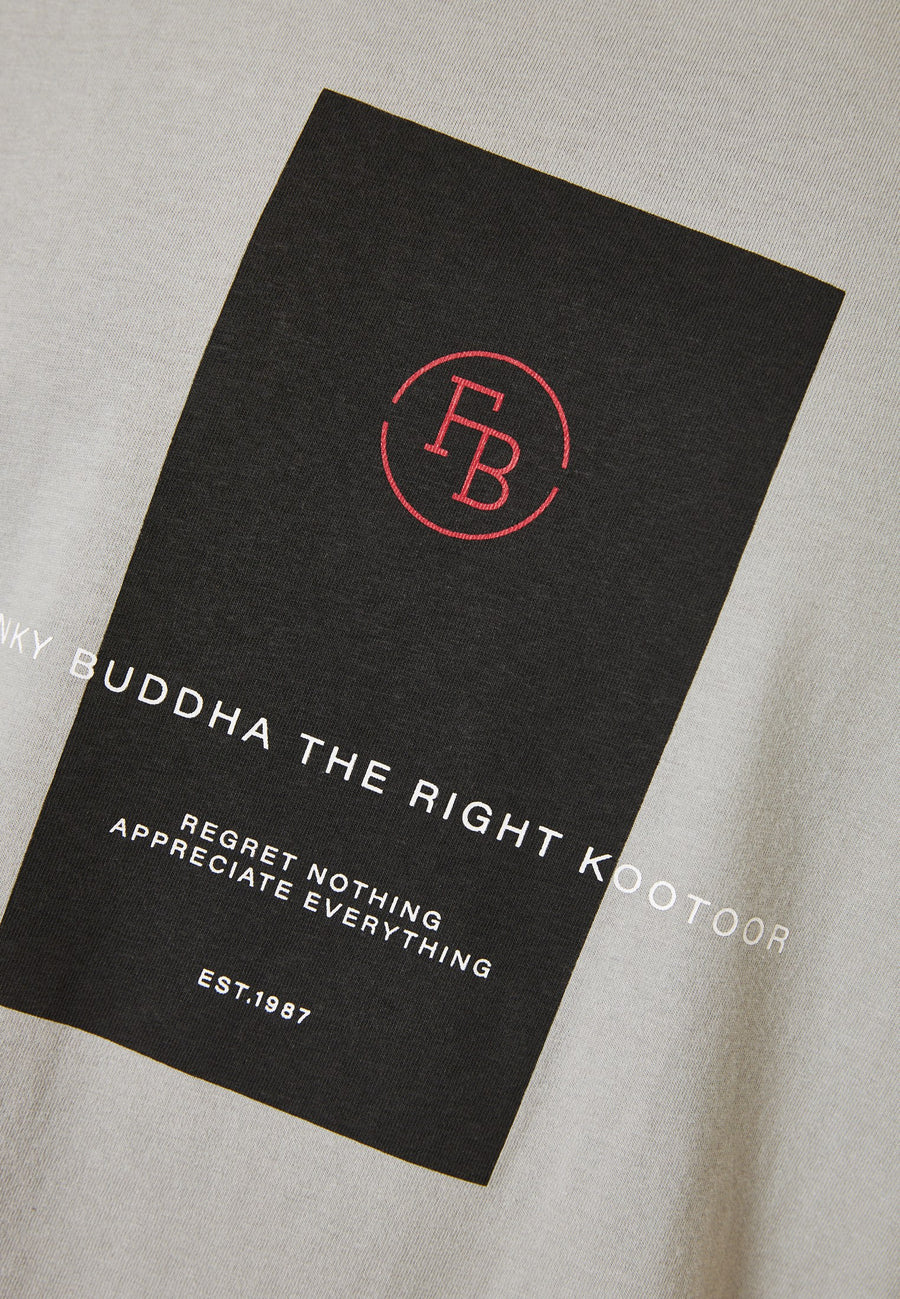 FB
NKY BUDDHA THE RIGHT KOOTOOR
REGRET NOTHING
APPRECIATE EVERYTHING
EST.1987